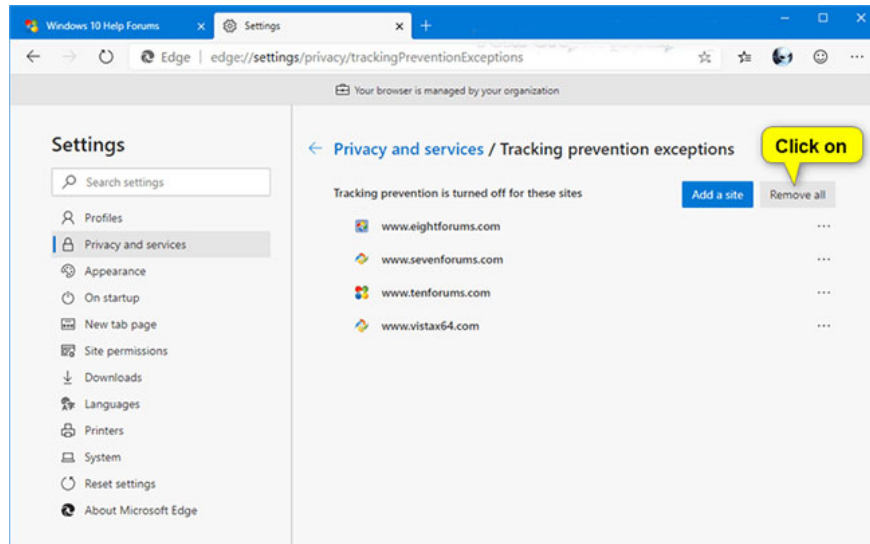 Windows 10 Help Forums
Settings
Edge | edge://settings/privacy/trackingPreventionExceptions
Your browser is managed by your organization
Settings
Search settings
Profiles
Privacy and services
Appearance
On startup
New tab page
Site permissions
Downloads
Languages
Printers
System
Reset settings
About Microsoft Edge
Privacy and services / Tracking prevention exceptions
Click on
Tracking prevention is turned off for these sites
Add a site
Remove all
www.eightforums.com
www.sevenforums.com
www.tenforums.com
www.vistax64.com